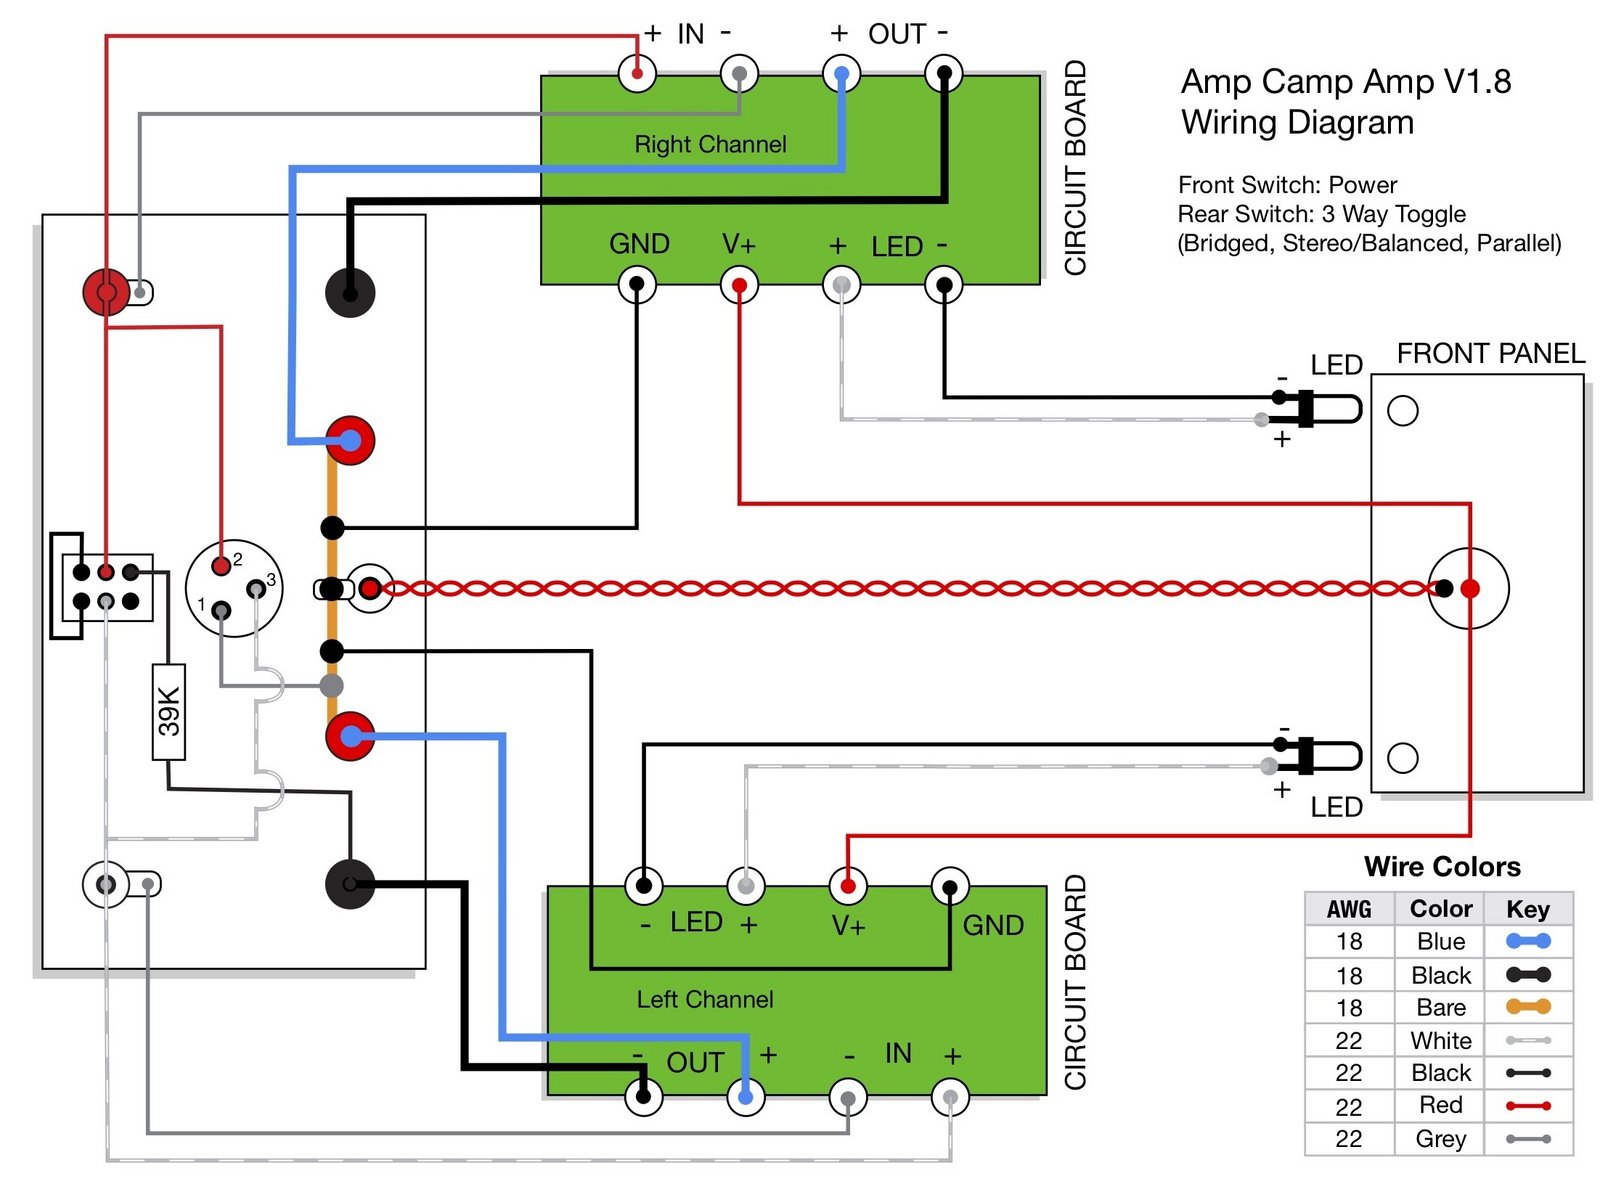 + IN - + OUT -
Right Channel
CIRCUIT BOARD
GND V+ + LED -
Amp Camp Amp V1.8
Wiring Diagram
Front Switch: Power
Rear Switch: 3 Way Toggle
(Bridged, Stereo/Balanced, Parallel)
FRONT PANEL
LED
-
+
2
3
1
39K
-
+
LED
- LED + V+ GND
Left Channel
- OUT + - IN +
CIRCUIT BOARD
Wire Colors
AWG Color Key
18 Blue
18 Black
18 Bare
22 White
22 Black
22 Red
22 Grey